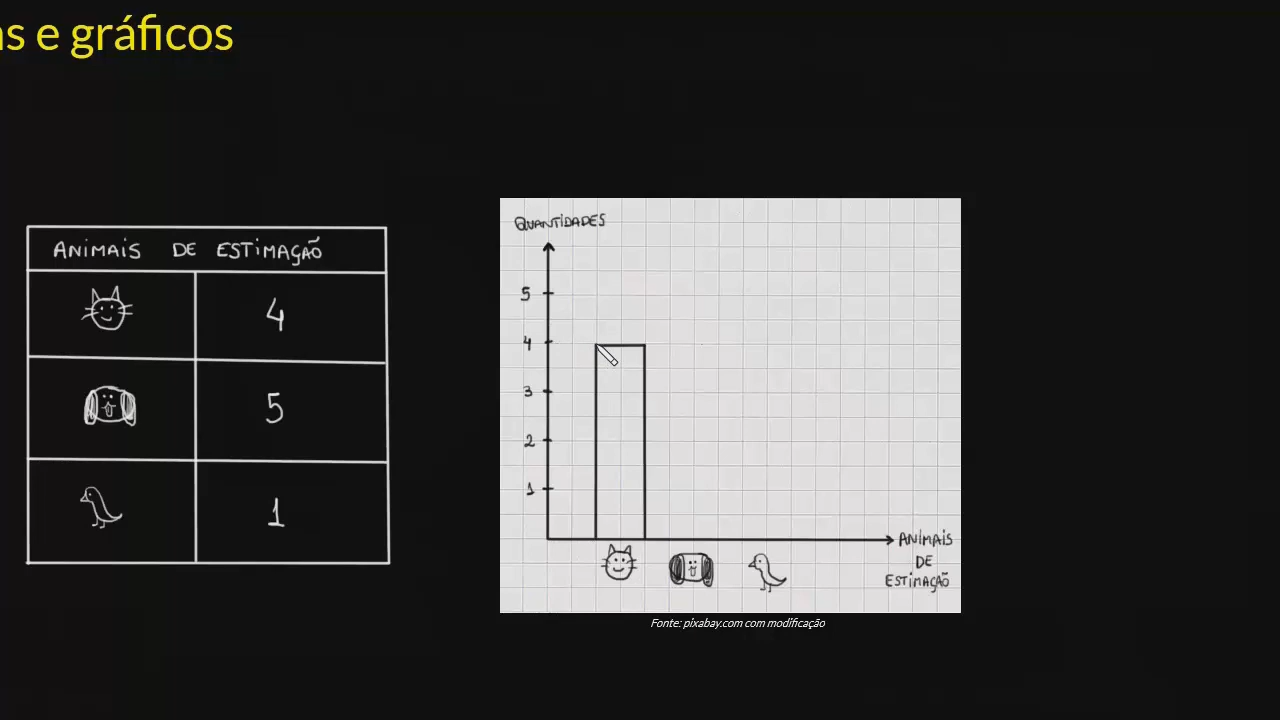 s e gráficos
ANIMAIS DE ESTIMAÇÃO
4
5
1
QUANTIDADES
5
4
3
2
1
ANIMAIS
DE
ESTIMAÇÃO
Fonte: pixabay.com com modificação